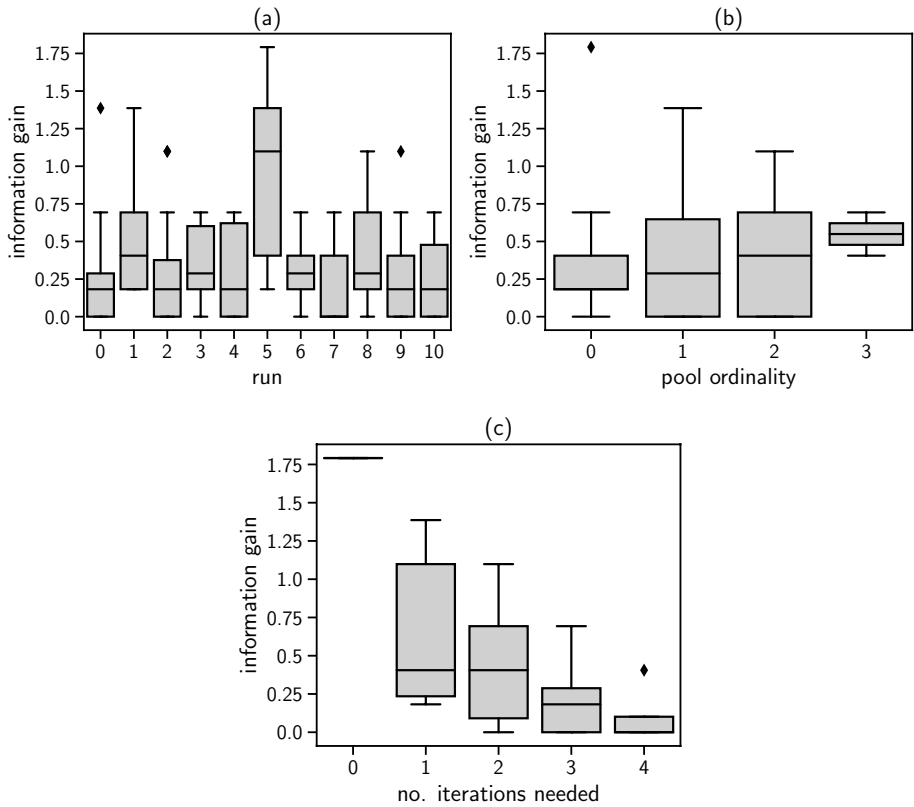 (a)
information gain
1.75
1.5
1.25
1.0
0.75
0.5
0.25
0.0
0 1 2 3 4 5 6 7 8 9 10
run
(b)
information gain
1.75
1.5
1.25
1.0
0.75
0.5
0.25
0.0
0 1 2 3
pool ordinality
(c)
information gain
1.75
1.5
1.25
1.0
0.75
0.5
0.25
0.0
0 1 2 3 4
no. iterations needed